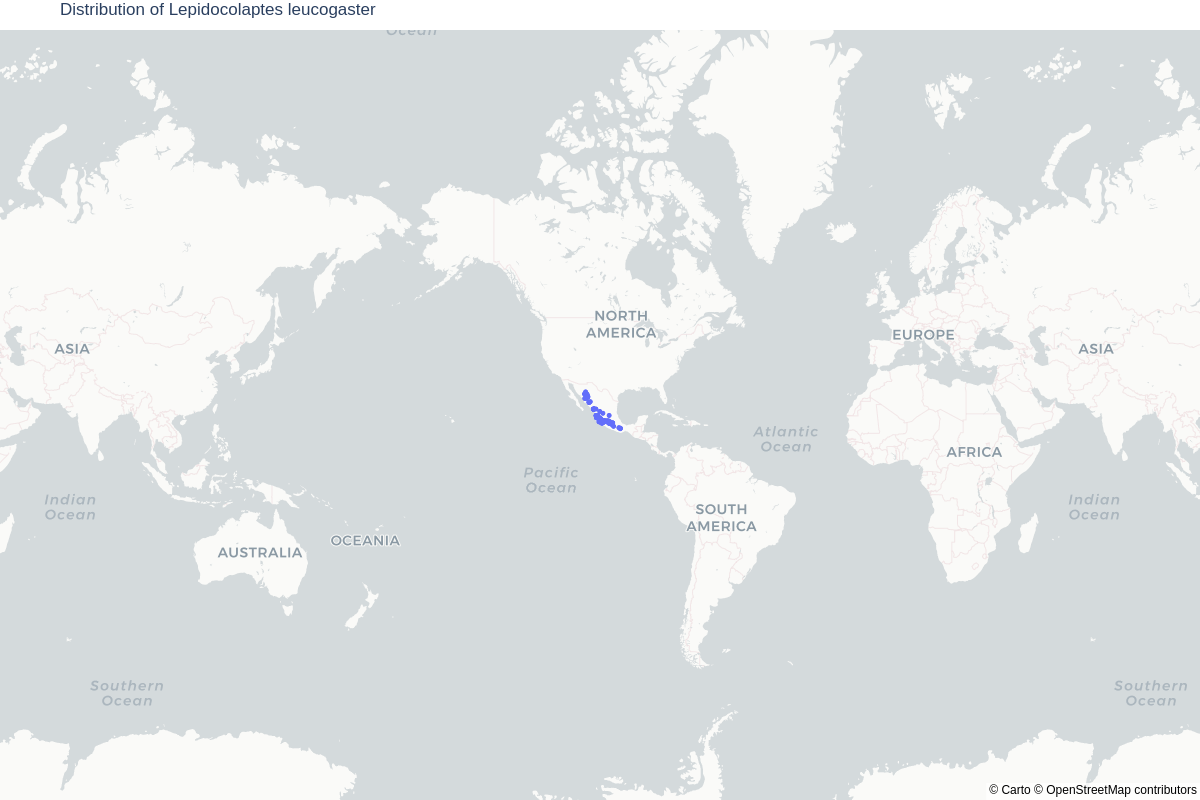 Distribution of Lepidocolaptes leucogaster
Ocean
NORTH
AMERICA
EUROPE
ASIA
ASIA
Atlantic
Ocean
AFRICA
Pacific
Ocean
Indian
Ocean
Indian
Ocean
SOUTH
AMERICA
OCEANIA
AUSTRALIA
Southern
Ocean
Southern
Ocean
© Carto © OpenStreetMap contributors